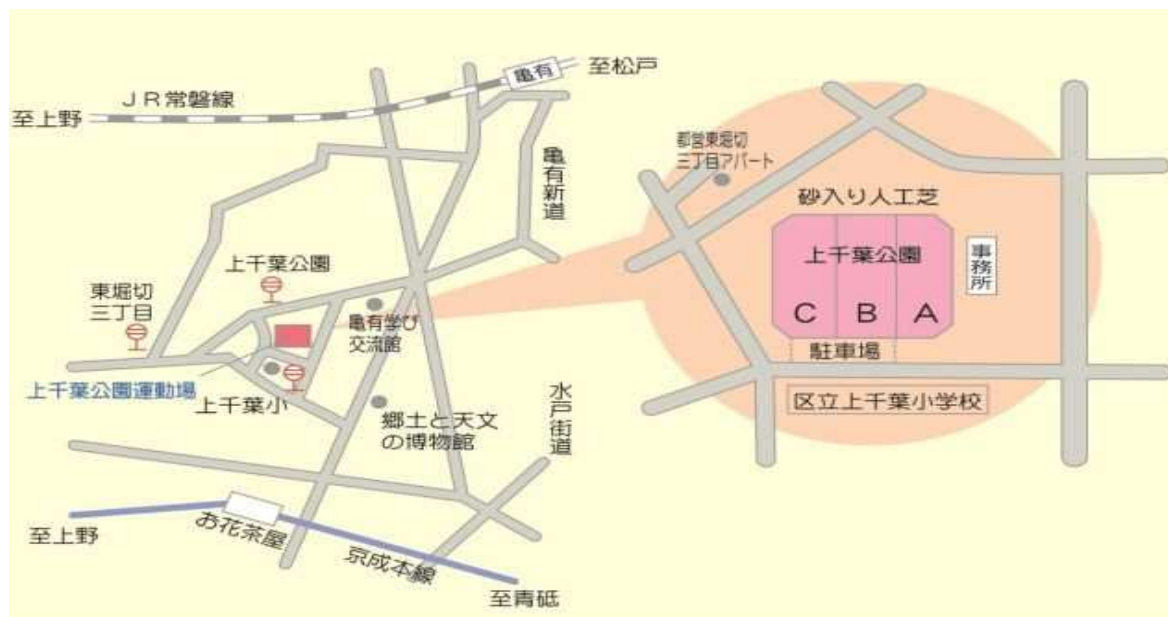 JR常磐線
亀有
至松戸
至上野
亀有新道
上千葉公園
東堀切
三丁目
亀有学び
交流館
上千葉公園運動場
上千葉小
郷土と天文
の博物館
水戸街道
お花茶屋
至上野
京成本線
至青砥
都営東堀切
三丁目アパート
砂入り人工芝
上千葉公園
事務所
C B A
駐車場
区立上千葉小学校